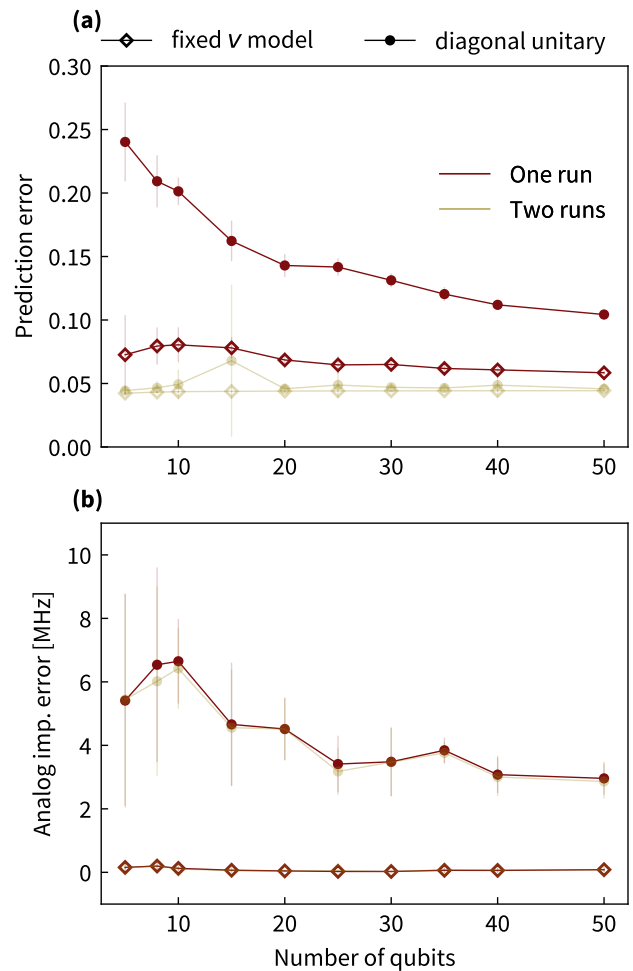 (a)
fixed v model diagonal unitary
0.30
0.25
0.20
0.15
0.10
0.05
0.00
Prediction error
One run
Two runs
10 20 30 40 50
(b)
10
8
6
4
2
0
Analog imp. error [MHz]
10 20 30 40 50
Number of qubits